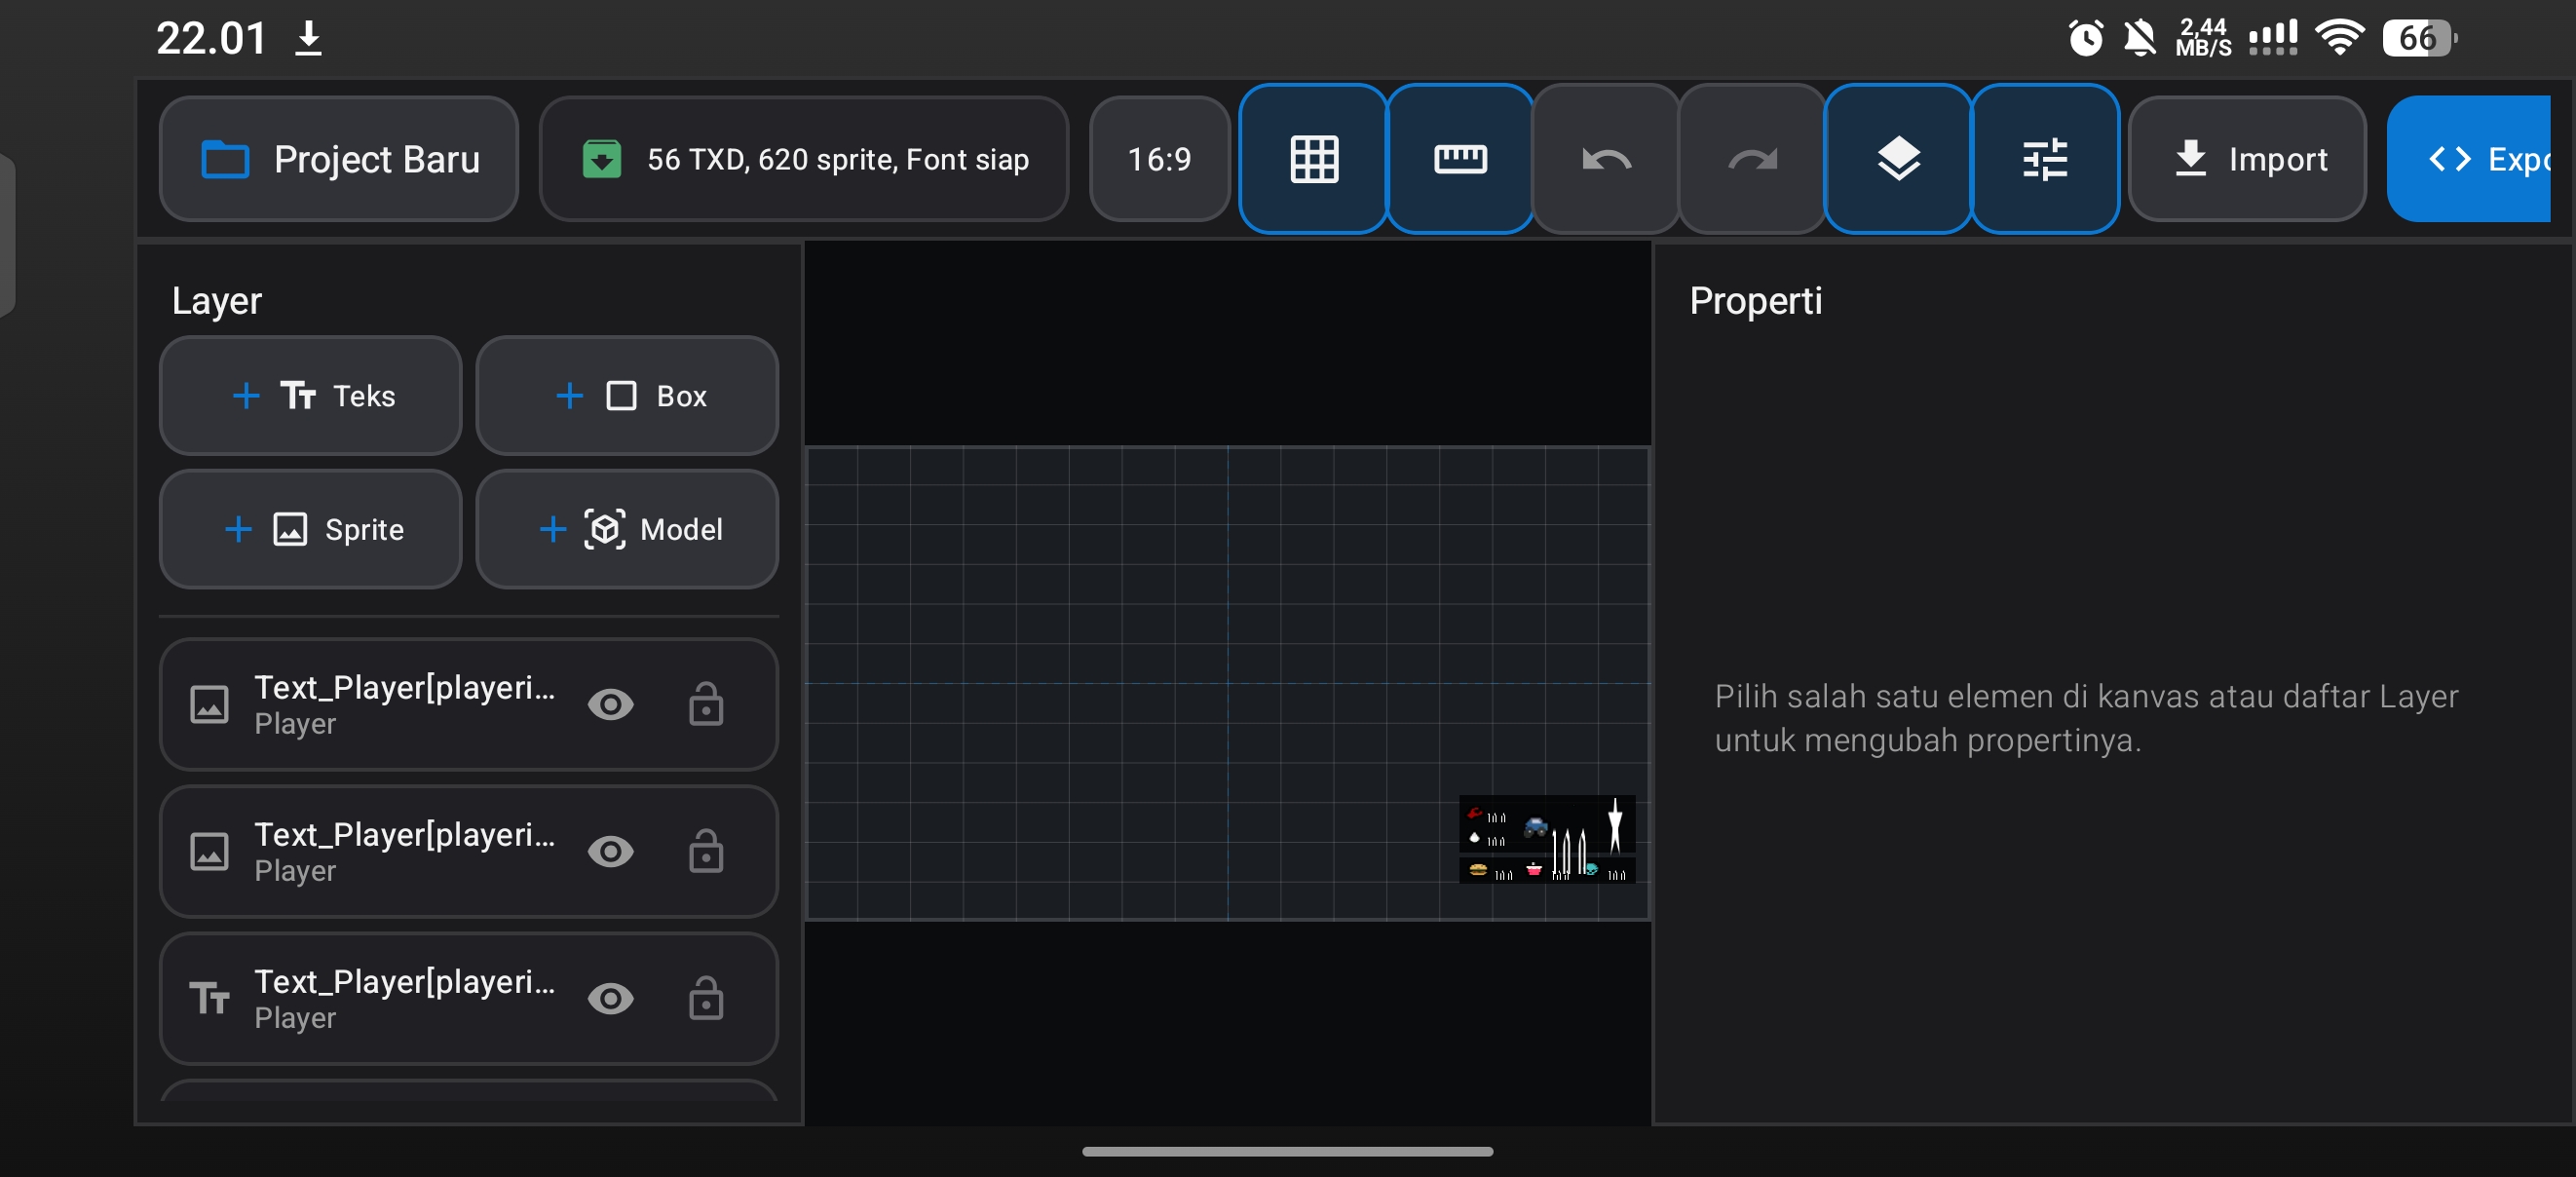 22.01
2,44
MB/S
66
Project Baru
56 TXD, 620 sprite, Font siap
16:9
Import
Expo
Layer
Teks
Box
Sprite
Model
Text_Player[playeri...
Player
Text_Player[playeri...
Player
Text_Player[playeri...
Player
Properti
Pilih salah satu elemen di kanvas atau daftar Layer
untuk mengubah propertinya.